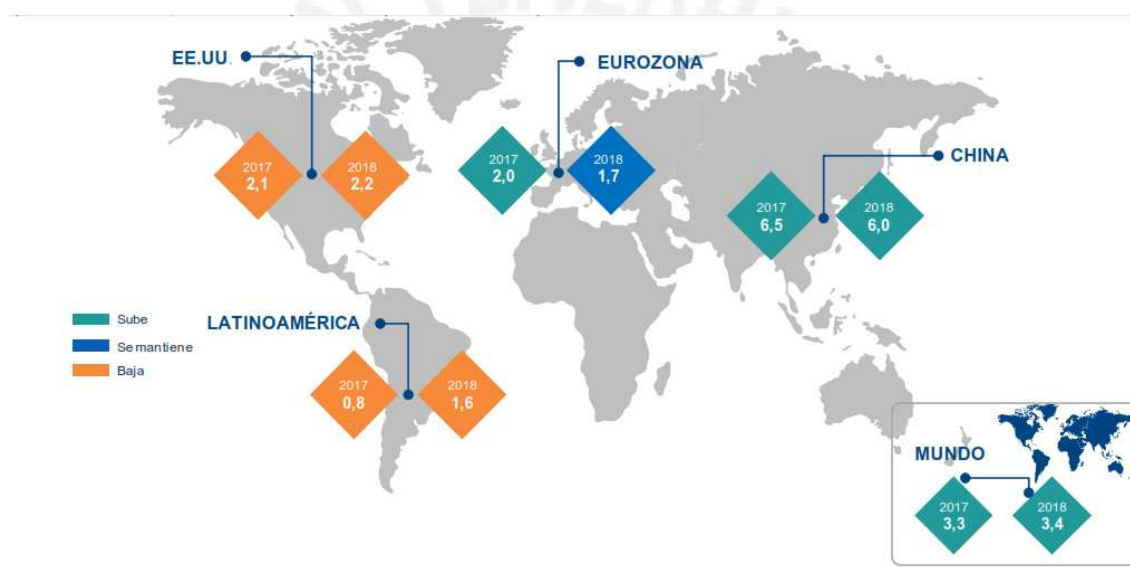 EE.UU.
2017
2,1
2018
2,2
EUROZONA
2017
2,0
2018
1,7
CHINA
2017
6,5
2018
6,0
Sube
Se mantiene
Baja
LATINOAMÉRICA
2017
0,8
2018
1,6
MUNDO
2017
3,3
2018
3,4